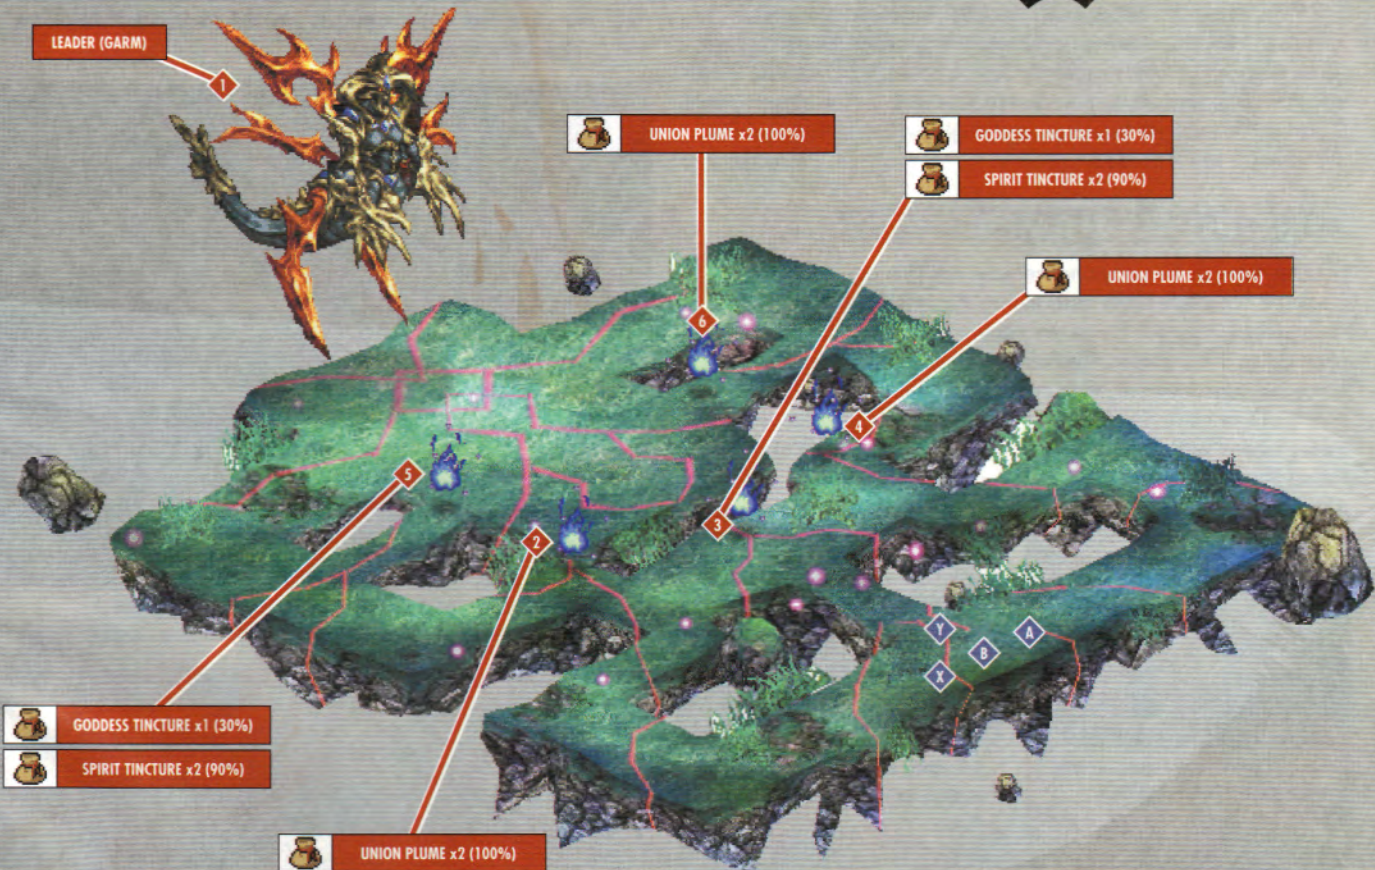 LEADER (GARM)
1
UNION PLUME x2 (100%)
GODDESS TINCTURE x1 (30%)
SPIRIT TINCTURE x2 (90%)
UNION PLUME x2 (100%)
6
4
5
3
2
Y
A
B
X
GODDESS TINCTURE x1 (30%)
SPIRIT TINCTURE x2 (90%)
UNION PLUME x2 (100%)